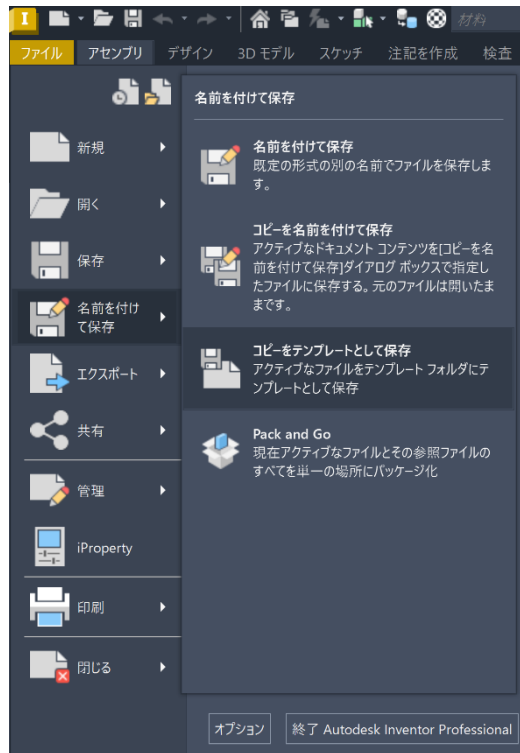 材料
ファイル アセンブリ デザイン 3D モデル スケッチ 注記を作成 検査
名前を付けて保存
新規
開く
保存
名前を付け
て保存
エクスポート
共有
管理
iProperty
印刷
閉じる
名前を付けて保存
既定の形式の別の名前でファイルを保存しま
す。
コピーを名前を付けて保存
アクティブなドキュメント コンテンツを[コピーを名
前を付けて保存]ダイアログ ボックスで指定し
たファイルに保存する。元のファイルは開いたま
まです。
コピーをテンプレートとして保存
アクティブなファイルをテンプレート フォルダにテ
ンプレートとして保存
Pack and Go
現在アクティブなファイルとその参照ファイルの
すべてを単一の場所にパッケージ化
オプション 終了 Autodesk Inventor Professional